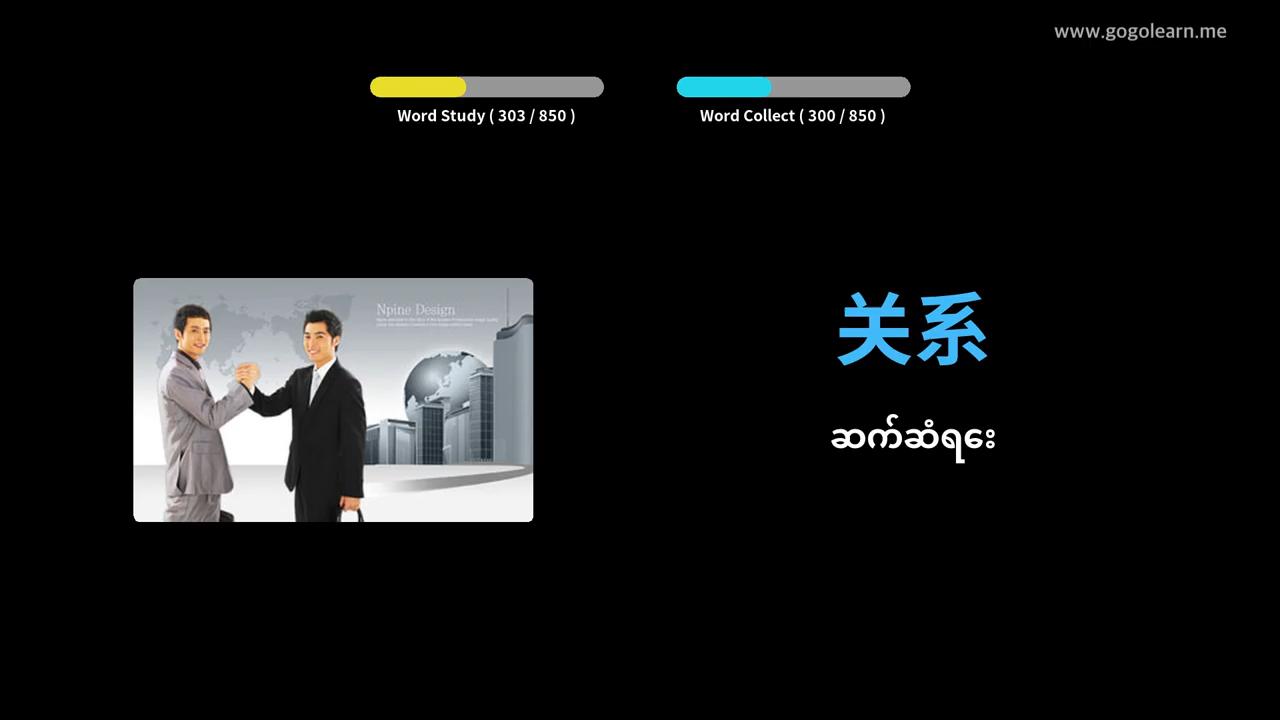 www.gogolearn.me
Word Study ( 303 / 850 )
Word Collect ( 300 / 850 )
Npine Design
关系
ဆက်ဆံရေး